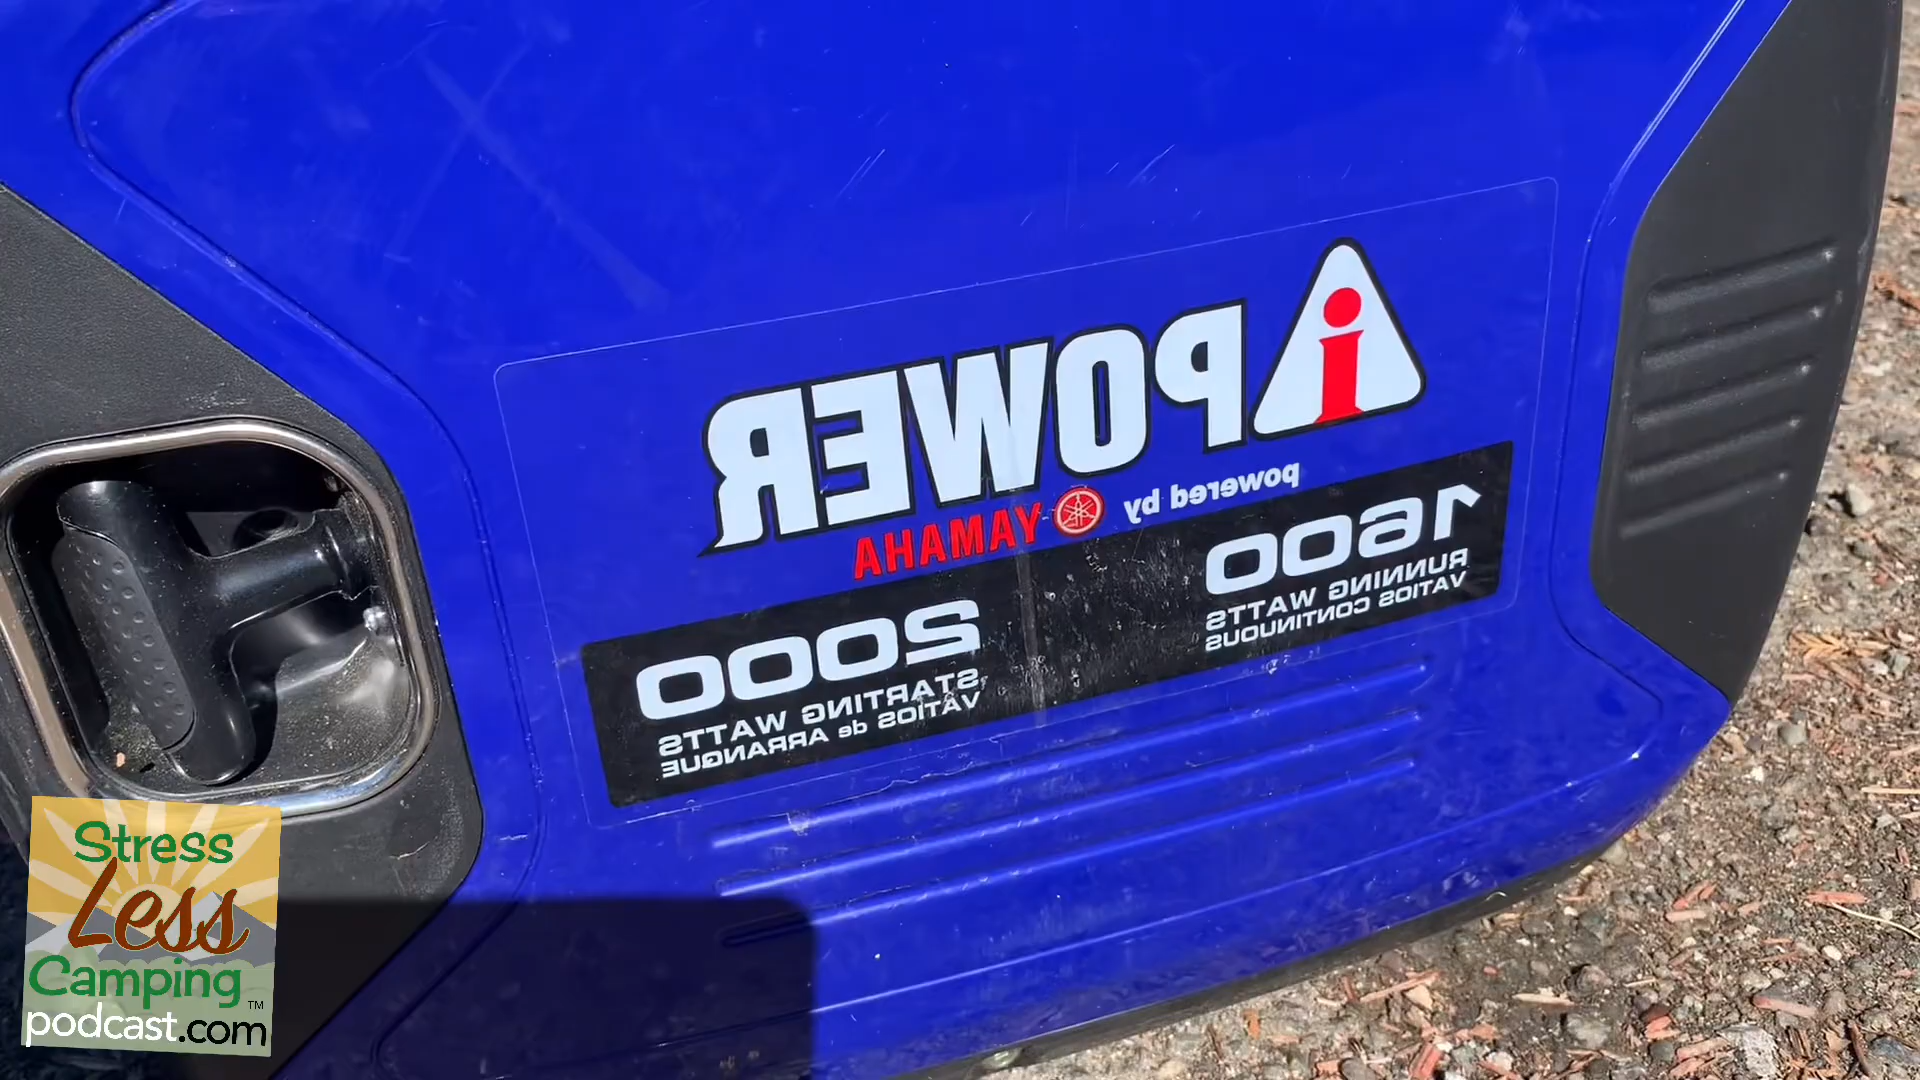 iPOWER
powered by YAMAHA
1600
RUNNING WATTS
VATIOS CONTINUOUS
2000
STARTING WATTS
VATIOS de ARRANQUE
Stress
Less
Camping
podcast.com
TM